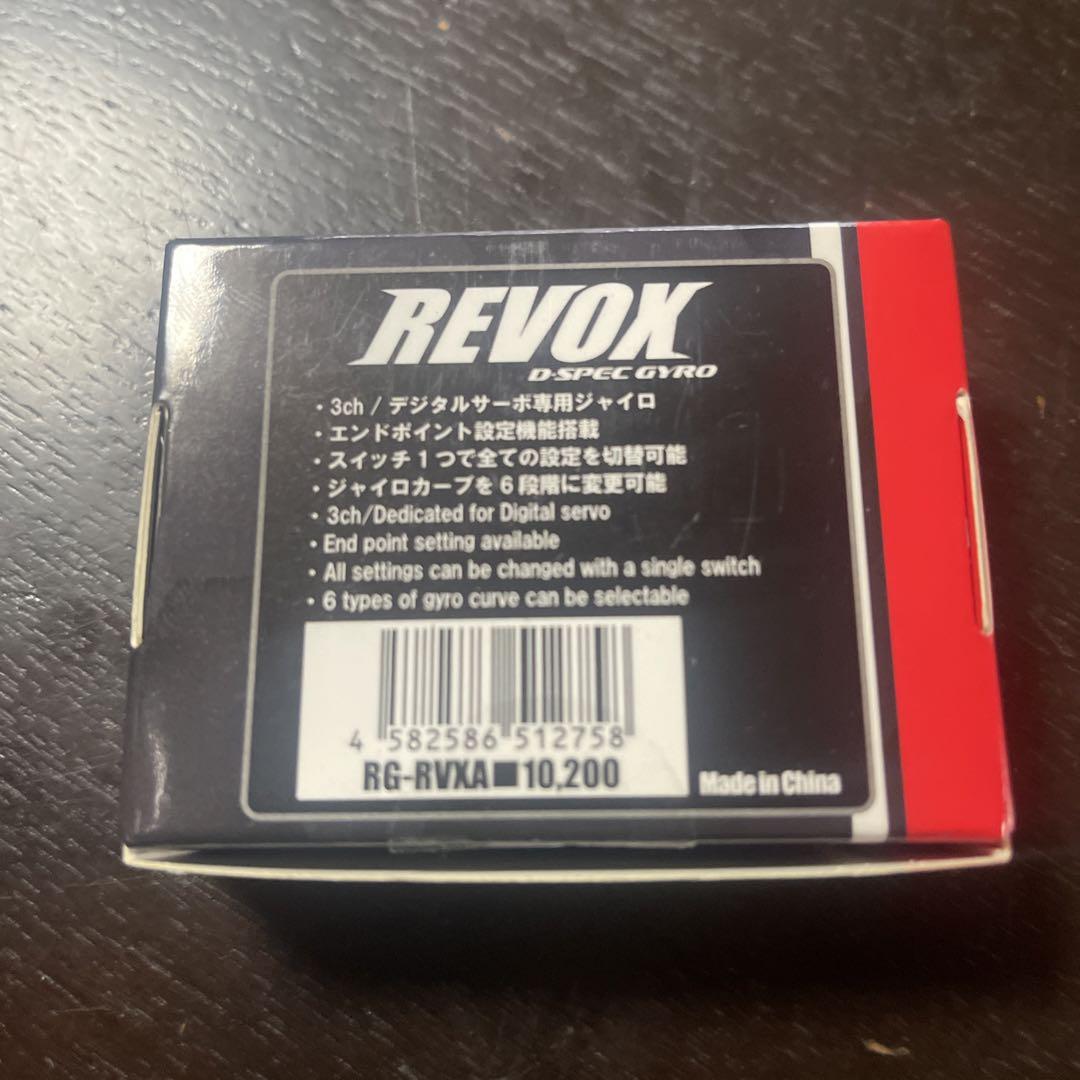 REVOX
D-SPEC GYRO
・3ch / デジタルサーボ専用ジャイロ
・エンドポイント設定機能搭載
・スイッチ1つで全ての設定を切替可能
・ジャイロカーブを6段階に変更可能
・3ch/Dedicated for Digital servo
・End point setting available
・All settings can be changed with a single switch
・6 types of gyro curve can be selectable
4 582586 512758
RG-RVXA■10,200
Made in China